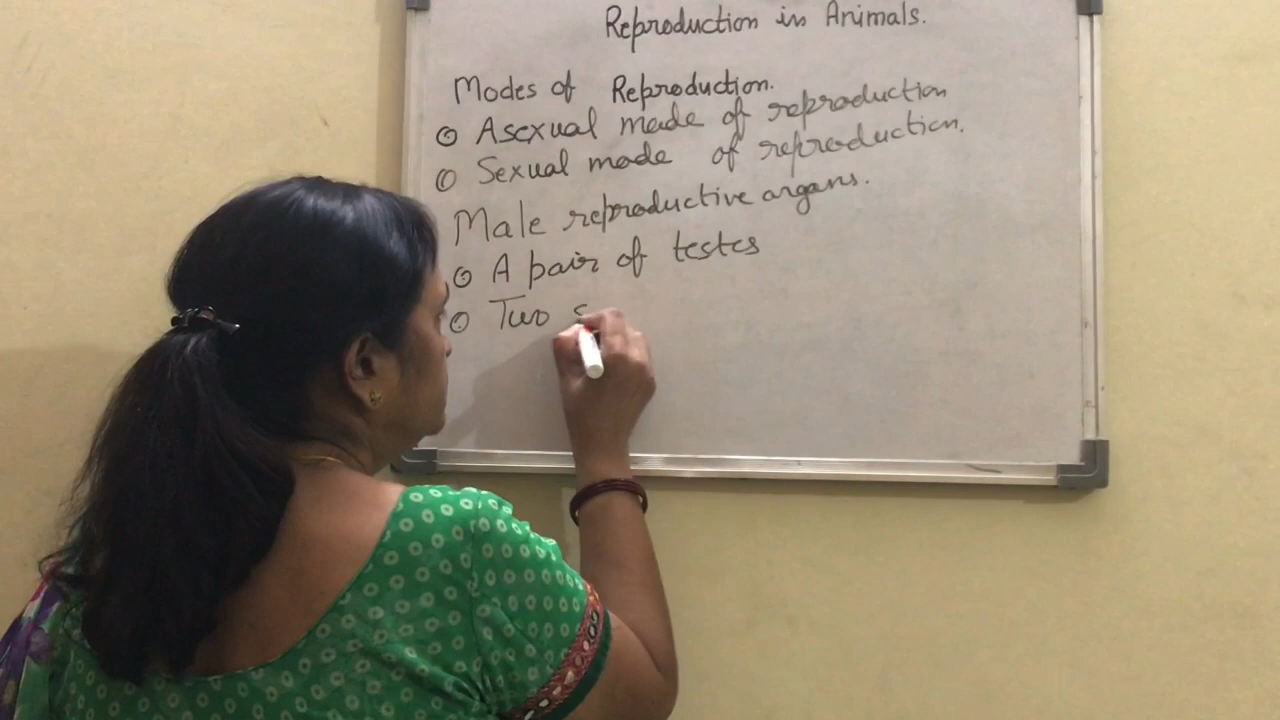 Reproduction in Animals.
Modes of Reproduction.
Asexual mode of reproduction
Sexual mode of reproduction.
Male reproductive organs.
A pair of testes
Two s